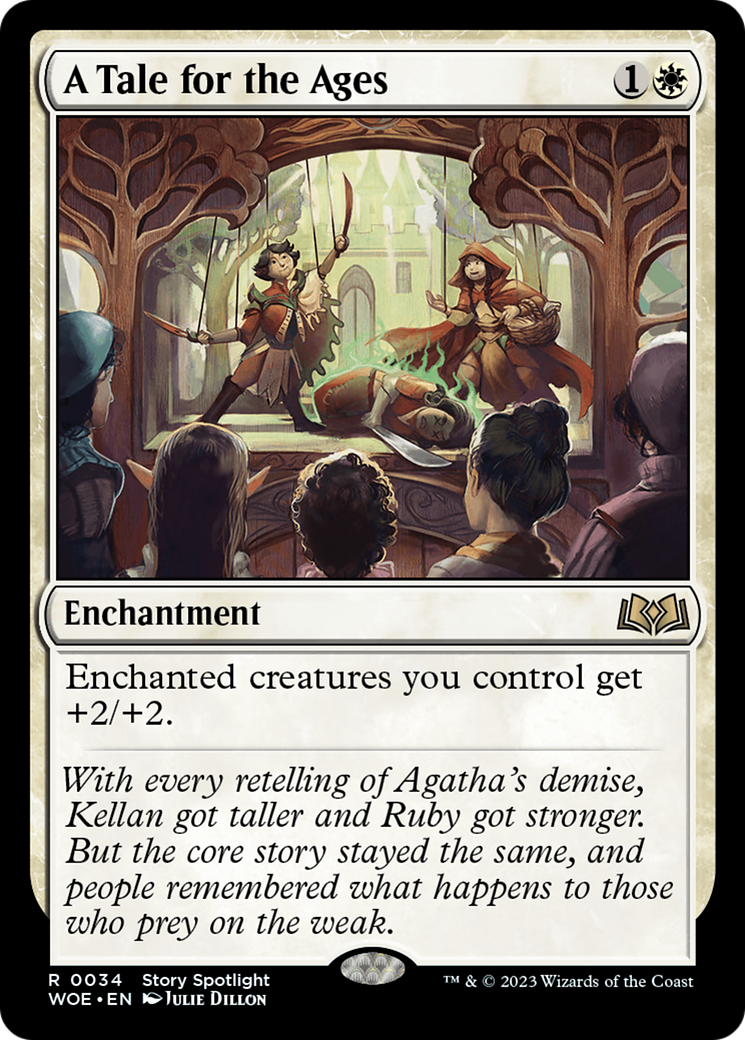 A Tale for the Ages 1
Enchantment
Enchanted creatures you control get
+2/+2.
With every retelling of Agatha's demise,
Kellan got taller and Ruby got stronger.
But the core story stayed the same, and
people remembered what happens to those
who prey on the weak.
R 0034 Story Spotlight
WOE • EN JULIE DILLON
™ & © 2023 Wizards of the Coast